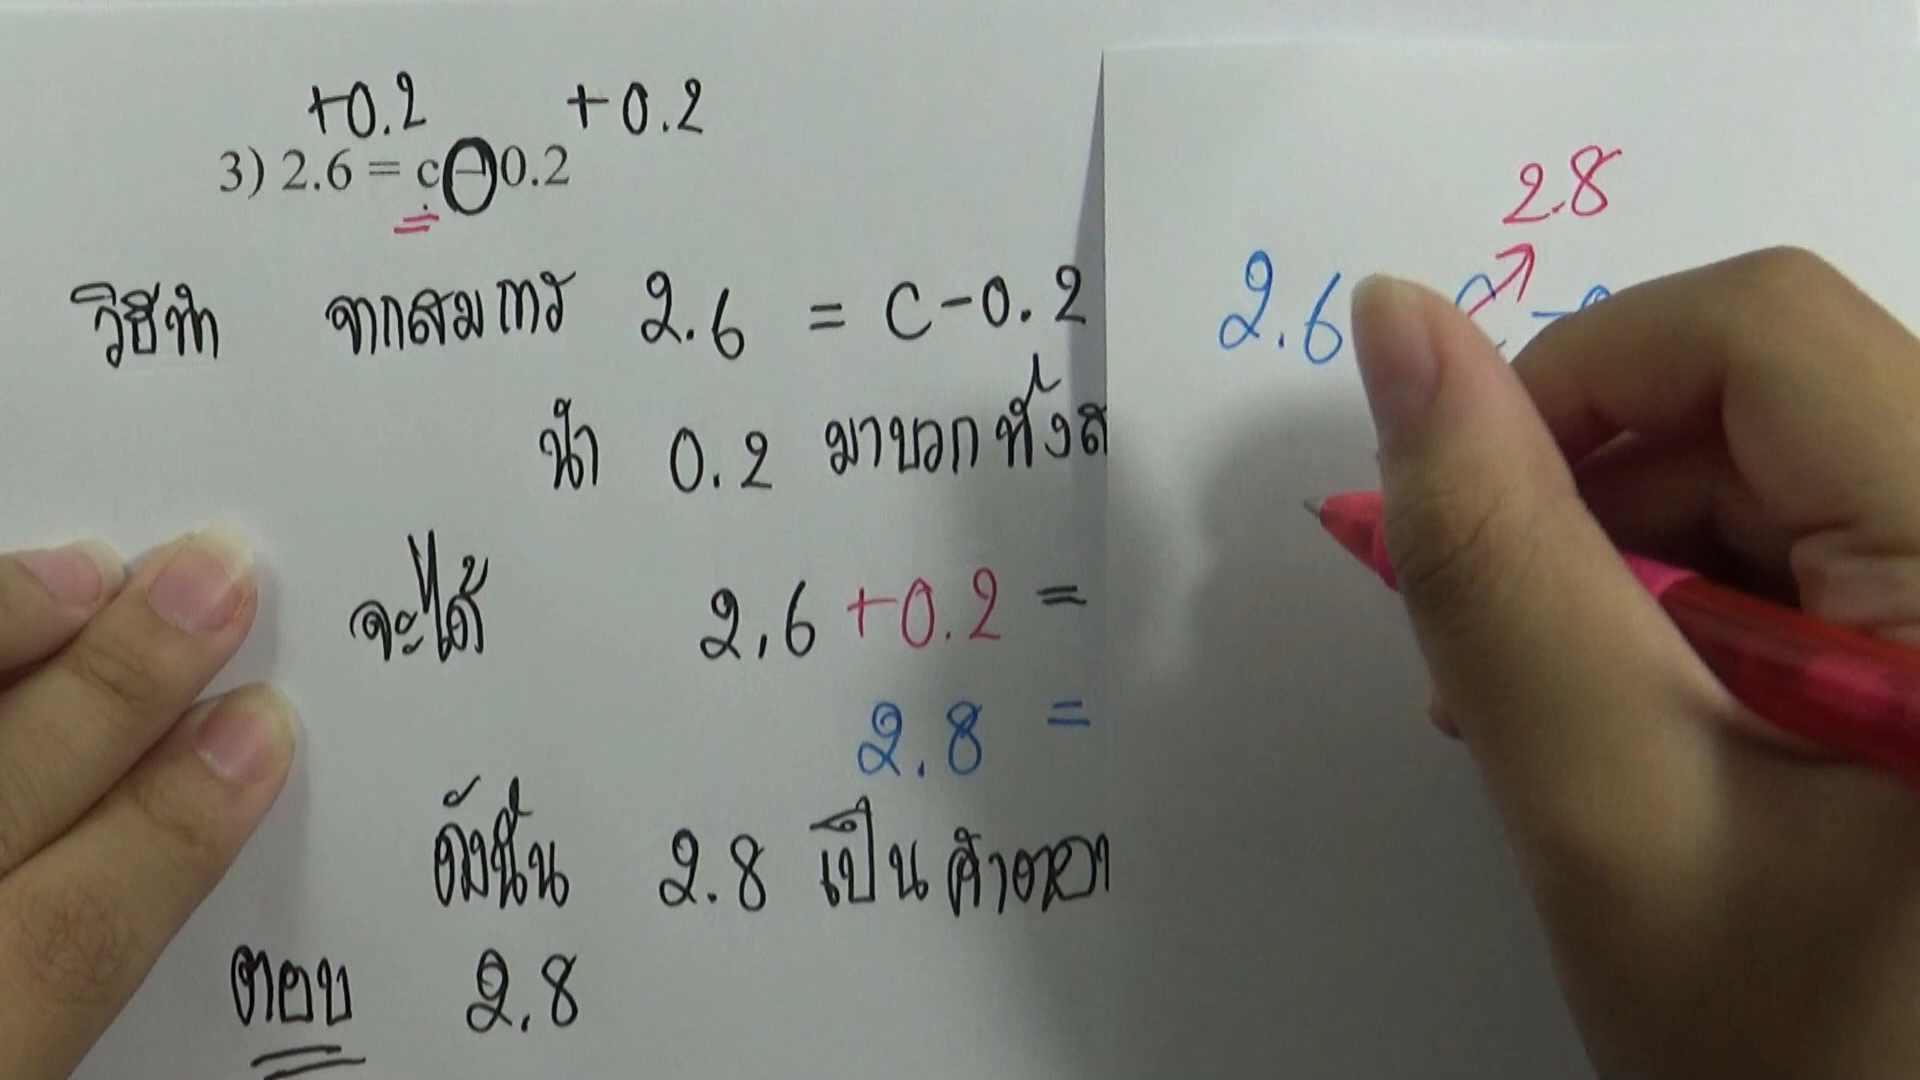 +0.2 +0.2
3) 2.6 = c – 0.2
วิธีทำ จากสมการ 2.6 = c - 0.2
นำ 0.2 มาบวกทั้งส
จะได้ 2.6 + 0.2 =
2.8 =
ดังนั้น 2.8 เป็นคำตอ
ตอบ 2.8
2.8
2.6